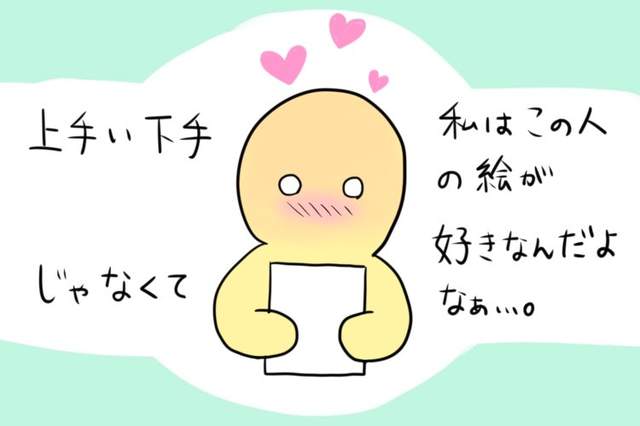 上手い下手
じゃなくて
私はこの人
の絵が
好きなんだよ
なぁ…。